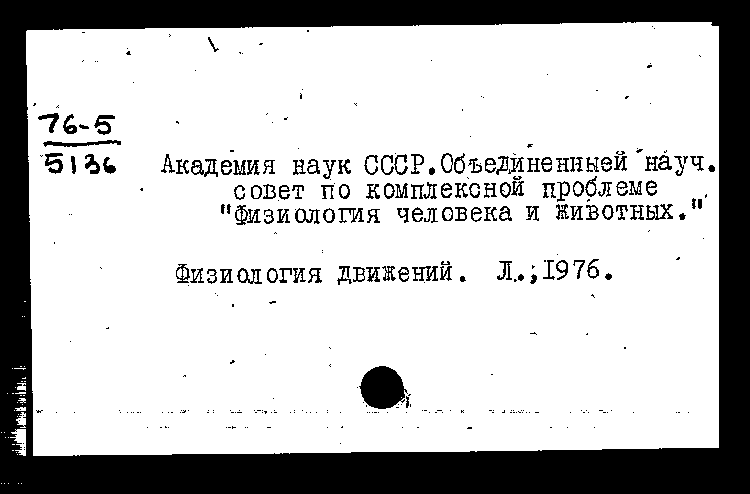 76-5
5136
Академия наук СССР.Объединенныей науч.
совет по комплексной проблеме
"Физиология человека и животных."
Физиология движений. Л.;1976.